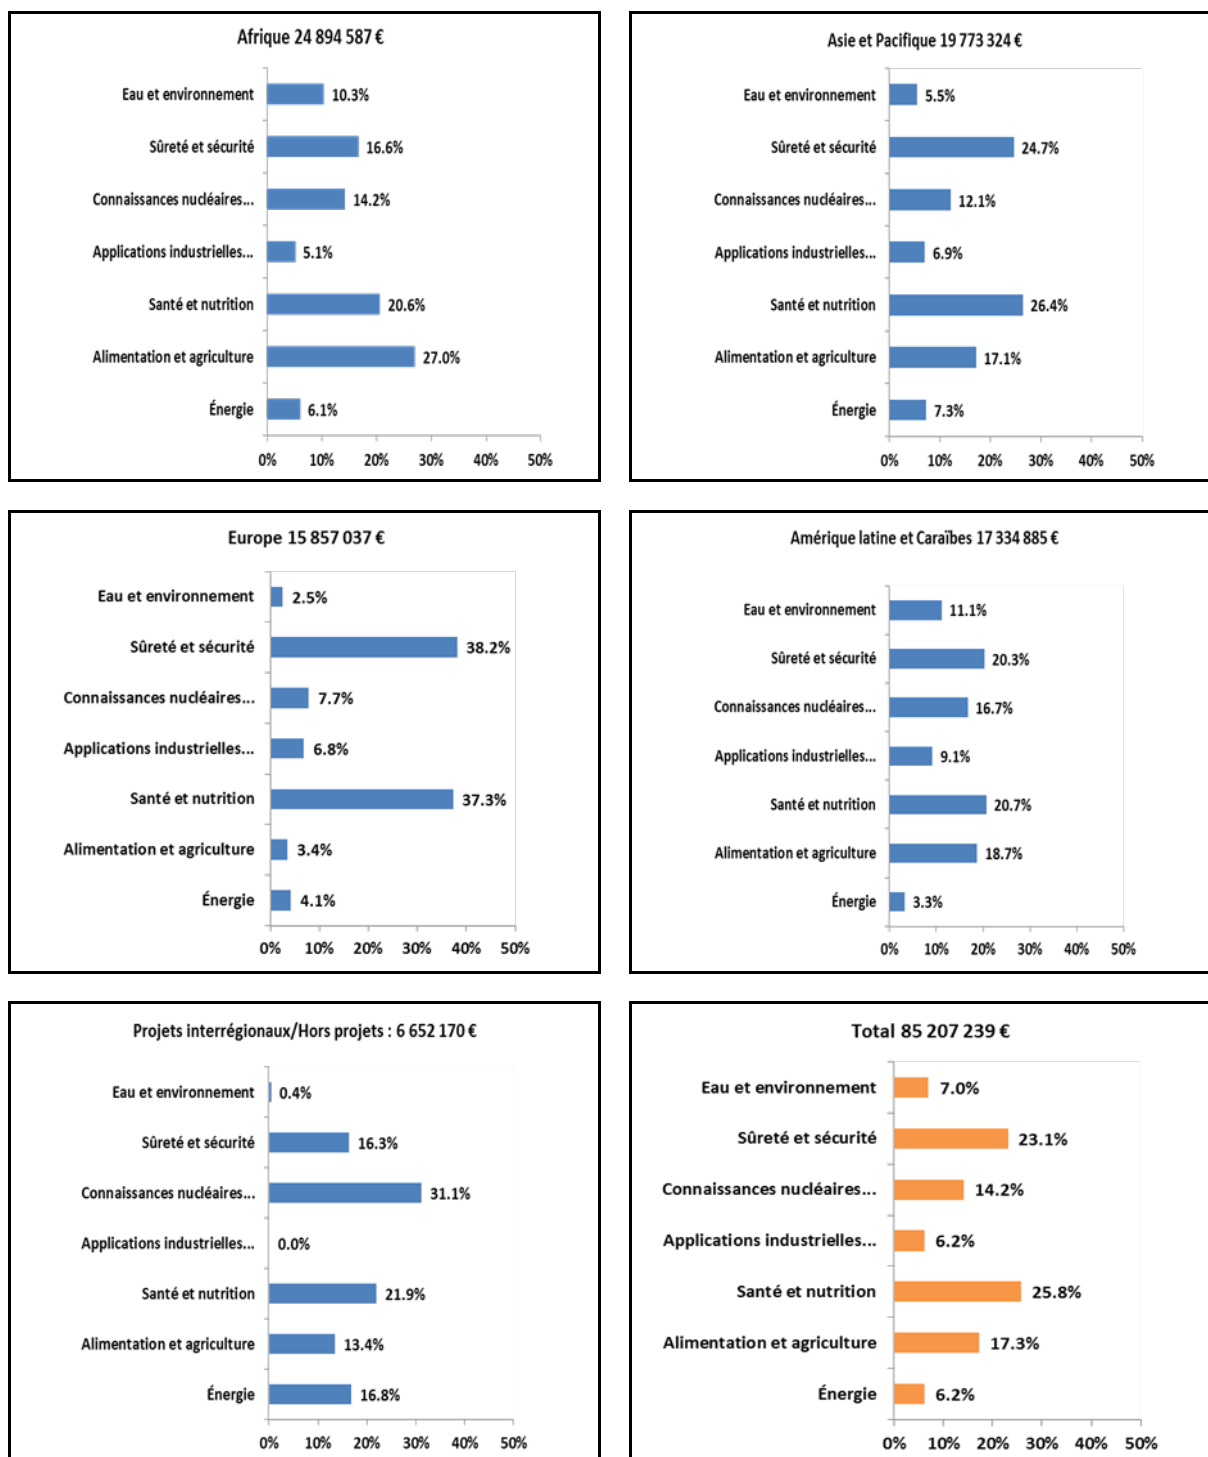 Afrique 24 894 587 €
Eau et environnement 10.3%
Sûreté et sécurité 16.6%
Connaissances nucléaires... 14.2%
Applications industrielles... 5.1%
Santé et nutrition 20.6%
Alimentation et agriculture 27.0%
Énergie 6.1%
0% 10% 20% 30% 40% 50%
Asie et Pacifique 19 773 324 €
Eau et environnement 5.5%
Sûreté et sécurité 24.7%
Connaissances nucléaires... 12.1%
Applications industrielles... 6.9%
Santé et nutrition 26.4%
Alimentation et agriculture 17.1%
Énergie 7.3%
0% 10% 20% 30% 40% 50%
Europe 15 857 037 €
Eau et environnement 2.5%
Sûreté et sécurité 38.2%
Connaissances nucléaires... 7.7%
Applications industrielles... 6.8%
Santé et nutrition 37.3%
Alimentation et agriculture 3.4%
Énergie 4.1%
0% 10% 20% 30% 40% 50%
Amérique latine et Caraïbes 17 334 885 €
Eau et environnement 11.1%
Sûreté et sécurité 20.3%
Connaissances nucléaires... 16.7%
Applications industrielles... 9.1%
Santé et nutrition 20.7%
Alimentation et agriculture 18.7%
Énergie 3.3%
0% 10% 20% 30% 40% 50%
Projets interrégionaux/Hors projets : 6 652 170 €
Eau et environnement 0.4%
Sûreté et sécurité 16.3%
Connaissances nucléaires... 31.1%
Applications industrielles... 0.0%
Santé et nutrition 21.9%
Alimentation et agriculture 13.4%
Énergie 16.8%
0% 10% 20% 30% 40% 50%
Total 85 207 239 €
Eau et environnement 7.0%
Sûreté et sécurité 23.1%
Connaissances nucléaires... 14.2%
Applications industrielles... 6.2%
Santé et nutrition 25.8%
Alimentation et agriculture 17.3%
Énergie 6.2%
0% 10% 20% 30% 40% 50%